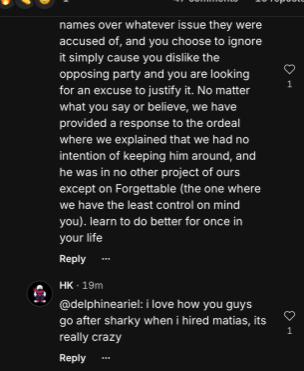 names over whatever issue they were
accused of, and you choose to ignore
it simply cause you dislike the
opposing party and you are looking
for an excuse to justify it. No matter
what you say or believe, we have
provided a response to the ordeal
where we explained that we had no
intention of keeping him around, and
he was in no other project of ours
except on Forgettable (the one where
we have the least control on mind
you). learn to do better for once in
your life
1
Reply ···
HK · 19m
@delphineariel: i love how you guys
go after sharky when i hired matias, its
really crazy
1
Reply ···